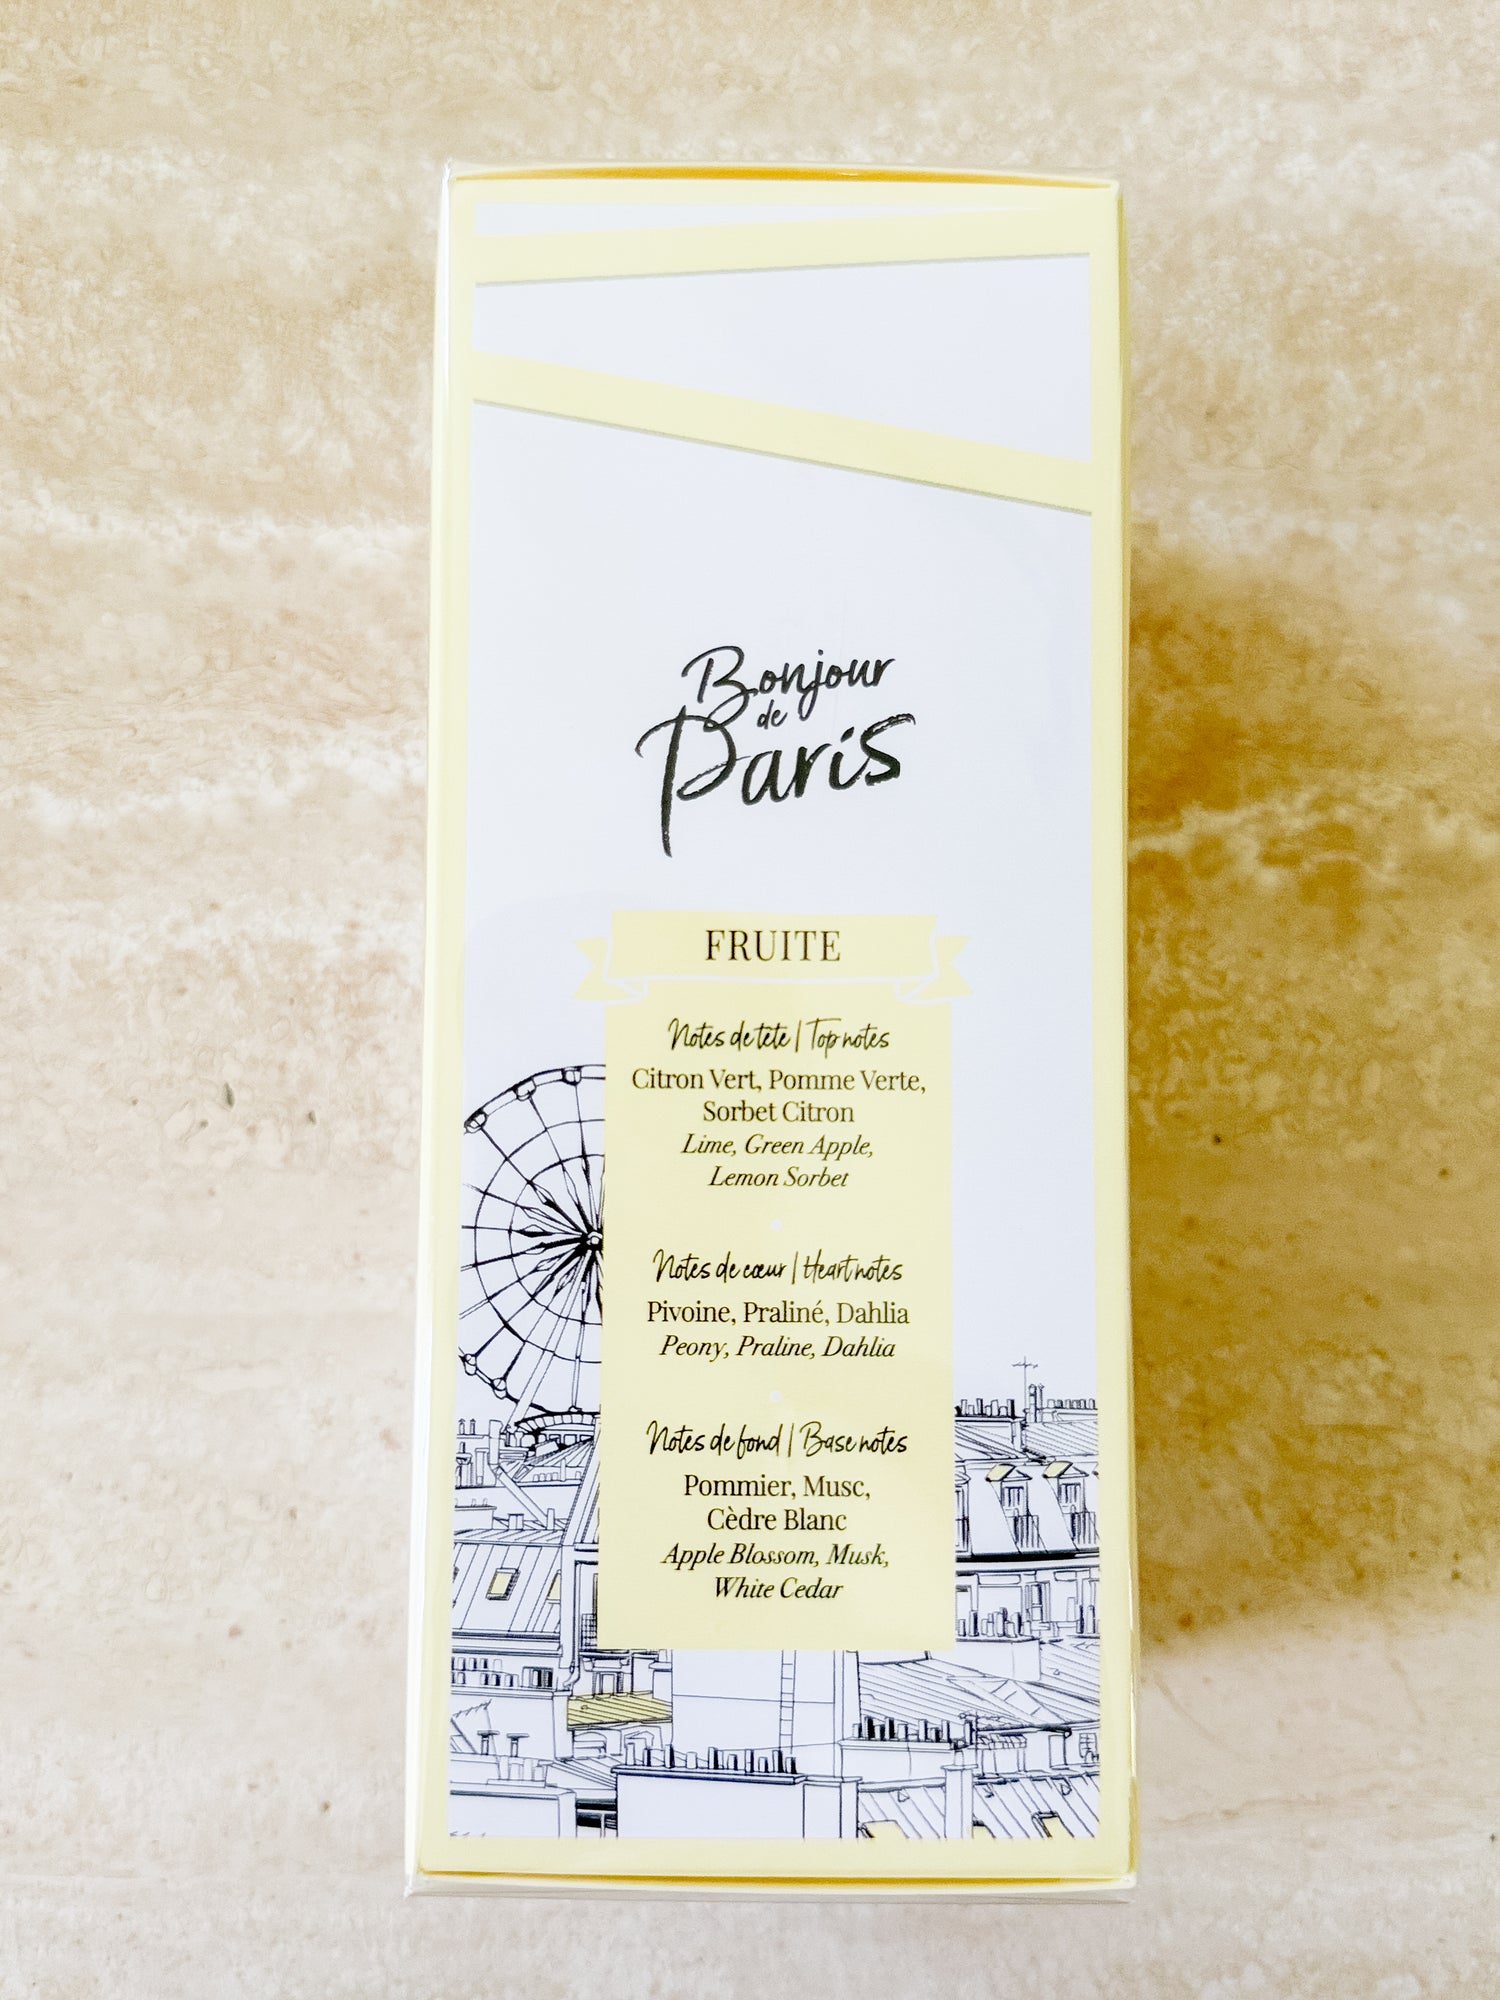 Bonjour
de
Paris
FRUITE
Notes de tête | Top notes
Citron Vert, Pomme Verte,
Sorbet Citron
Lime, Green Apple,
Lemon Sorbet
Notes de cœur | Heart notes
Pivoine, Praliné, Dahlia
Peony, Praline, Dahlia
Notes de fond | Base notes
Pommier, Musc,
Cèdre Blanc
Apple Blossom, Musk,
White Cedar